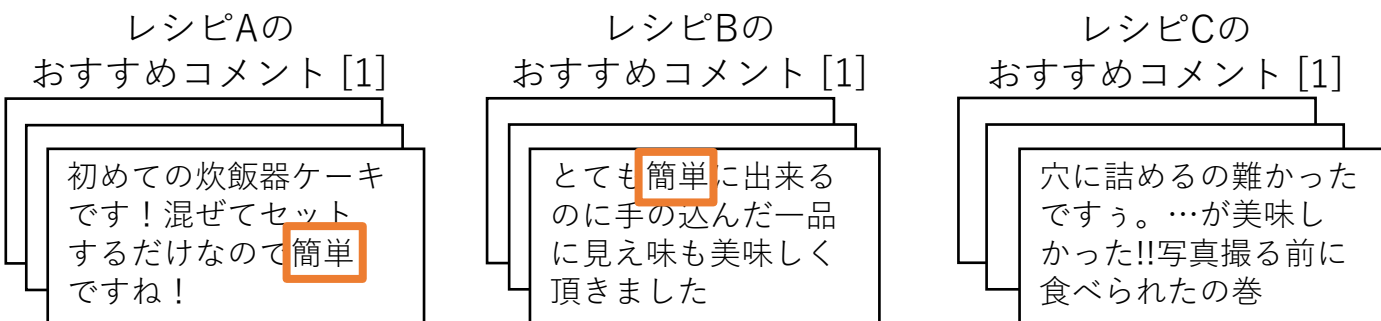 レシピAの
おすすめコメント [1]
初めての炊飯器ケーキ
です！混ぜてセット
するだけなので簡単
ですね！
レシピBの
おすすめコメント [1]
とても簡単に出来る
のに手の込んだ一品
に見え味も美味しく
頂きました
レシピCの
おすすめコメント [1]
穴に詰めるの難かった
ですぅ。…が美味し
かった!!写真撮る前に
食べられたの巻